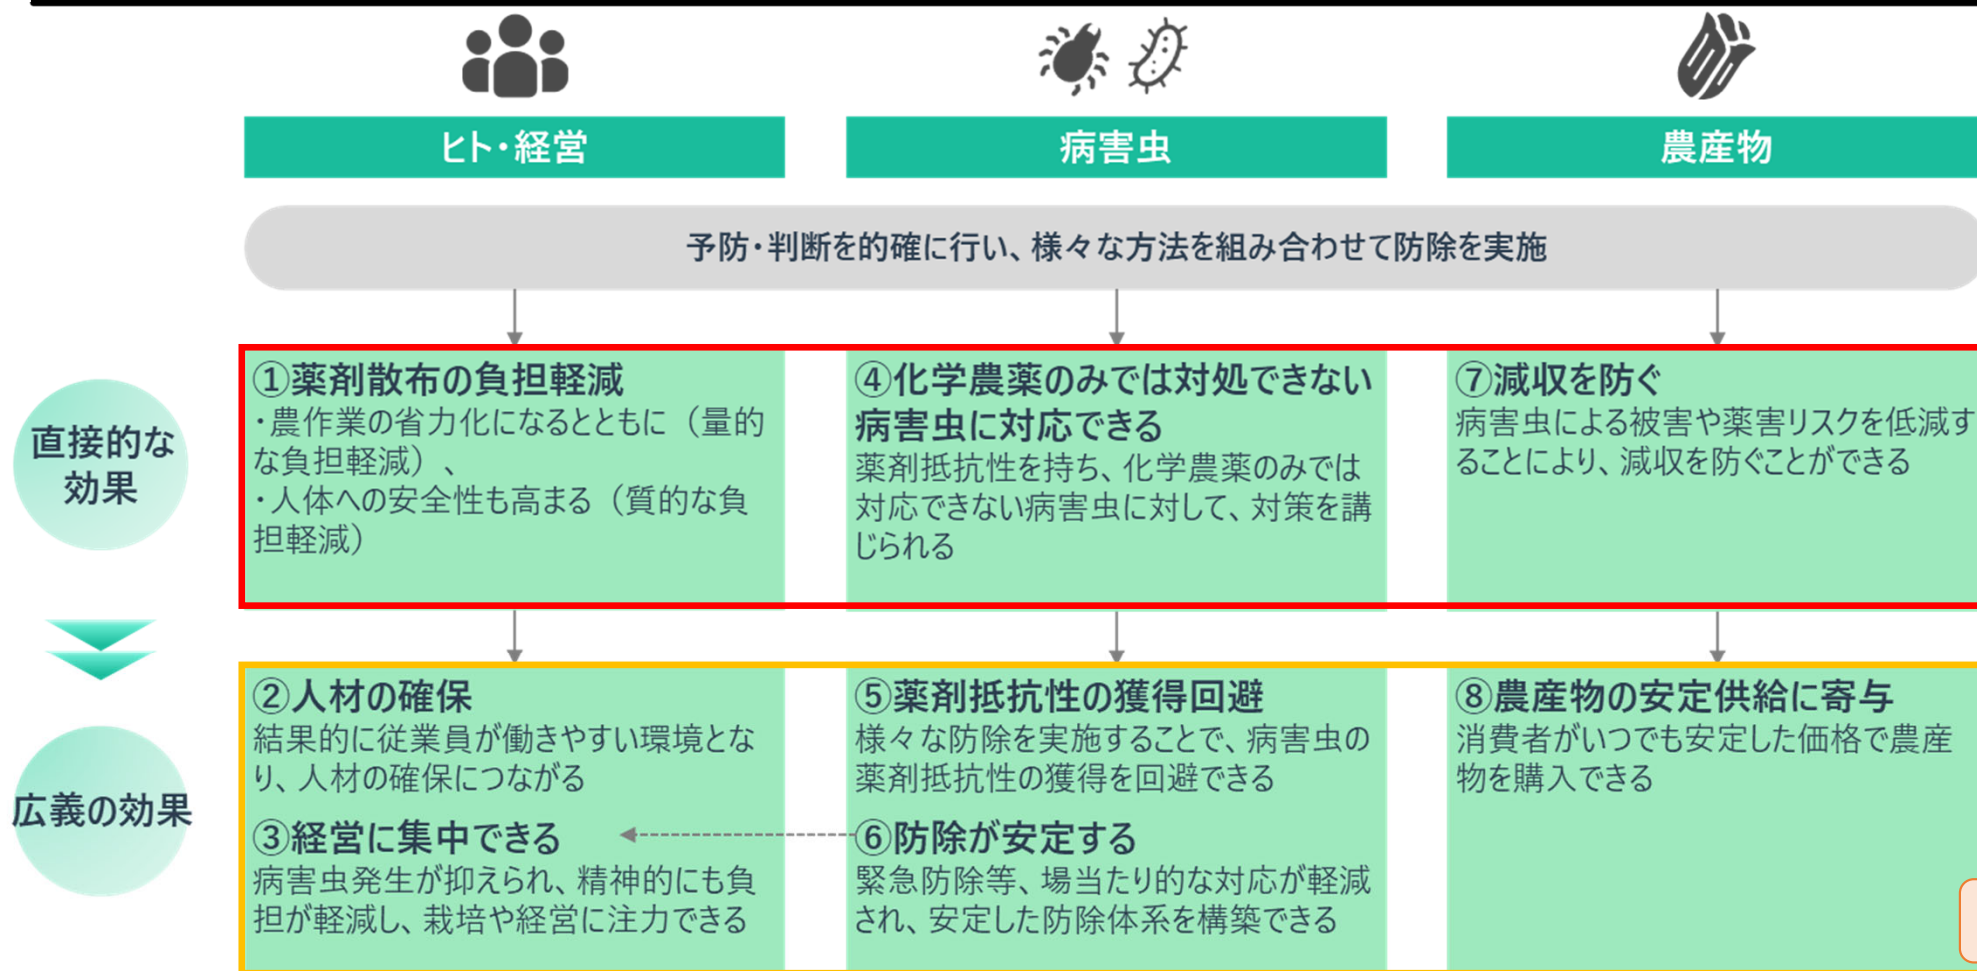 ヒト・経営
病害虫
農産物
予防・判断を的確に行い、様々な方法を組み合わせて防除を実施
直接的な
効果
①薬剤散布の負担軽減
・農作業の省力化になるとともに（量的
な負担軽減）、
・人体への安全性も高まる（質的な負
担軽減）
④化学農薬のみでは対処できない
病害虫に対応できる
薬剤抵抗性を持ち、化学農薬のみでは
対応できない病害虫に対して、対策を講
じられる
⑦減収を防ぐ
病害虫による被害や薬害リスクを低減す
ることにより、減収を防ぐことができる
広義の効果
②人材の確保
結果的に従業員が働きやすい環境とな
り、人材の確保につながる
③経営に集中できる
病害虫発生が抑えられ、精神的にも負
担が軽減し、栽培や経営に注力できる
⑤薬剤抵抗性の獲得回避
様々な防除を実施することで、病害虫の
薬剤抵抗性の獲得を回避できる
⑥防除が安定する
緊急防除等、場当たり的な対応が軽減
され、安定した防除体系を構築できる
⑧農産物の安定供給に寄与
消費者がいつでも安定した価格で農産
物を購入できる